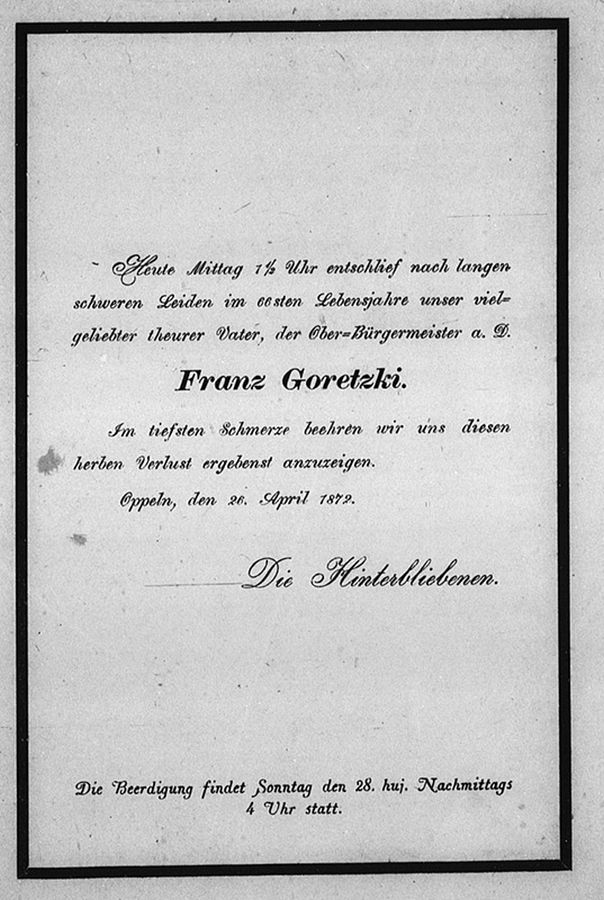 Heute Mittag 1½ Uhr entschlief nach langen
schweren Leiden im 66sten Lebensjahre unser viel=
geliebter theurer Vater, der Ober=Bürgermeister a. D.
Franz Goretzki.
Im tiefsten Schmerze beehren wir uns diesen
herben Verlust ergebenst anzuzeigen.
Oppeln, den 26. April 1872.
Die Hinterbliebenen.
Die Beerdigung findet Sonntag den 28. huj. Nachmittags
4 Uhr statt.